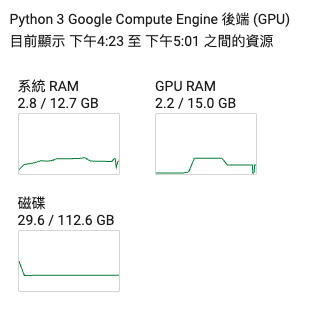 Python 3 Google Compute Engine 後端 (GPU)
目前顯示 下午4:23 至 下午5:01 之間的資源
系統 RAM
2.8 / 12.7 GB
GPU RAM
2.2 / 15.0 GB
磁碟
29.6 / 112.6 GB